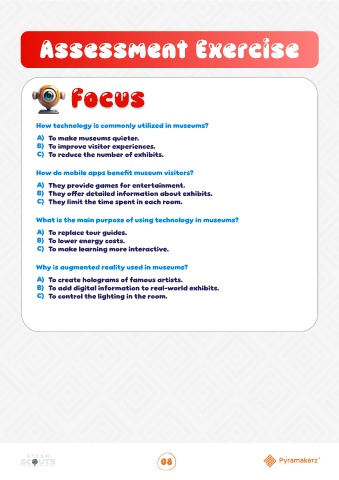 Assessment Exercise
Focus
How technology is commonly utilized in museums?
A) To make museums quieter.
B) To improve visitor experiences.
C) To reduce the number of exhibits.
How do mobile apps benefit museum visitors?
A) They provide games for entertainment.
B) They offer detailed information about exhibits.
C) They limit the time spent in each room.
What is the main purpose of using technology in museums?
A) To replace tour guides.
B) To lower energy costs.
C) To make learning more interactive.
Why is augmented reality used in museums?
A) To create holograms of famous artists.
B) To add digital information to real-world exhibits.
C) To control the lighting in the room.
STEAM
SCOUTS
08
Pyramakerz